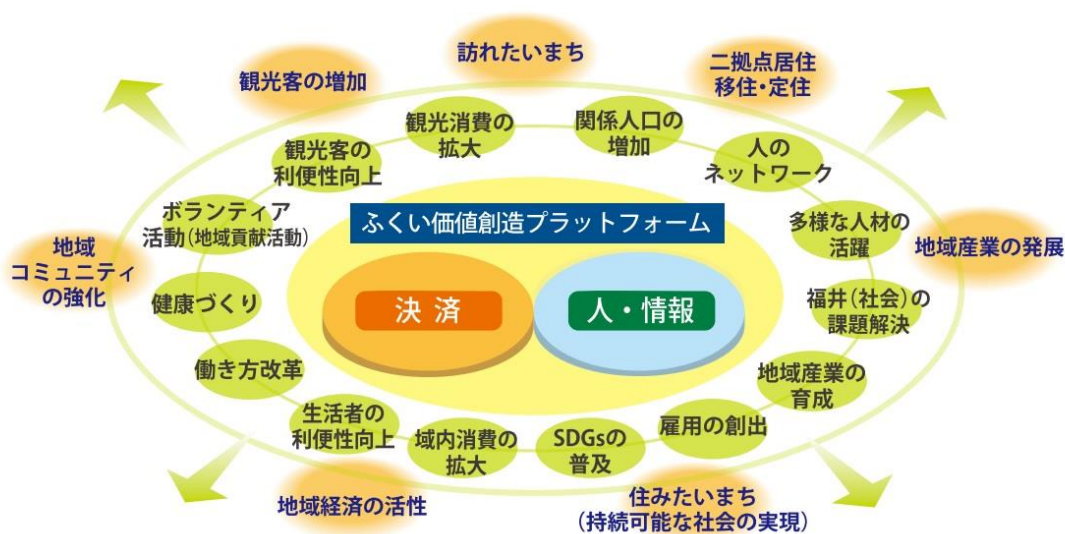 訪れたいまち
二拠点居住
移住・定住
観光客の増加
観光消費の
拡大
関係人口の
増加
観光客の
利便性向上
人の
ネットワーク
ボランティア
活動(地域貢献活動)
ふくい価値創造プラットフォーム
多様な人材の
活躍
地域
コミュニティ
の強化
地域産業の発展
健康づくり
決済
人・情報
福井(社会)の
課題解決
働き方改革
地域産業の
育成
生活者の
利便性向上
域内消費の
拡大
SDGsの
普及
雇用の創出
地域経済の活性
住みたいまち
(持続可能な社会の実現)